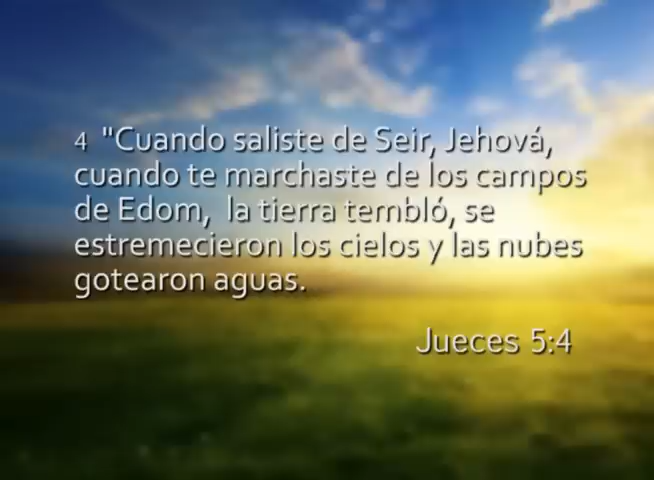 4 "Cuando saliste de Seir, Jehová,
cuando te marchaste de los campos
de Edom, la tierra tembló, se
estremecieron los cielos y las nubes
gotearon aguas.
Jueces 5:4